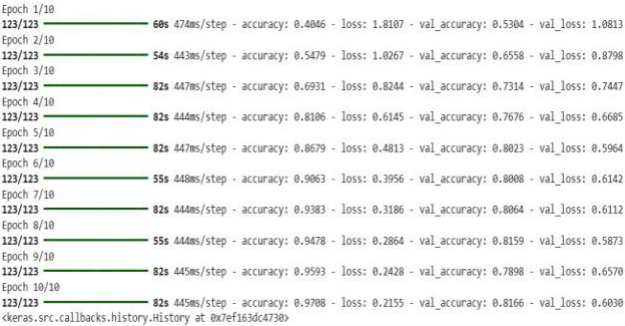 Epoch 1/10
123/123 60s 474ms/step - accuracy: 0.4046 - loss: 1.8107 - val_accuracy: 0.5304 - val_loss: 1.0813
Epoch 2/10
123/123 54s 443ms/step - accuracy: 0.5479 - loss: 1.0267 - val_accuracy: 0.6558 - val_loss: 0.8798
Epoch 3/10
123/123 82s 447ms/step - accuracy: 0.6931 - loss: 0.8244 - val_accuracy: 0.7314 - val_loss: 0.7447
Epoch 4/10
123/123 82s 444ms/step - accuracy: 0.8106 - loss: 0.6145 - val_accuracy: 0.7676 - val_loss: 0.6685
Epoch 5/10
123/123 82s 447ms/step - accuracy: 0.8679 - loss: 0.4813 - val_accuracy: 0.8023 - val_loss: 0.5964
Epoch 6/10
123/123 55s 448ms/step - accuracy: 0.9063 - loss: 0.3956 - val_accuracy: 0.8008 - val_loss: 0.6142
Epoch 7/10
123/123 82s 444ms/step - accuracy: 0.9383 - loss: 0.3186 - val_accuracy: 0.8064 - val_loss: 0.6112
Epoch 8/10
123/123 55s 444ms/step - accuracy: 0.9478 - loss: 0.2864 - val_accuracy: 0.8159 - val_loss: 0.5873
Epoch 9/10
123/123 82s 445ms/step - accuracy: 0.9593 - loss: 0.2428 - val_accuracy: 0.7898 - val_loss: 0.6570
Epoch 10/10
123/123 82s 445ms/step - accuracy: 0.9708 - loss: 0.2155 - val_accuracy: 0.8166 - val_loss: 0.6030
<keras.src.callbacks.history.History at 0x7ef163dc4730>